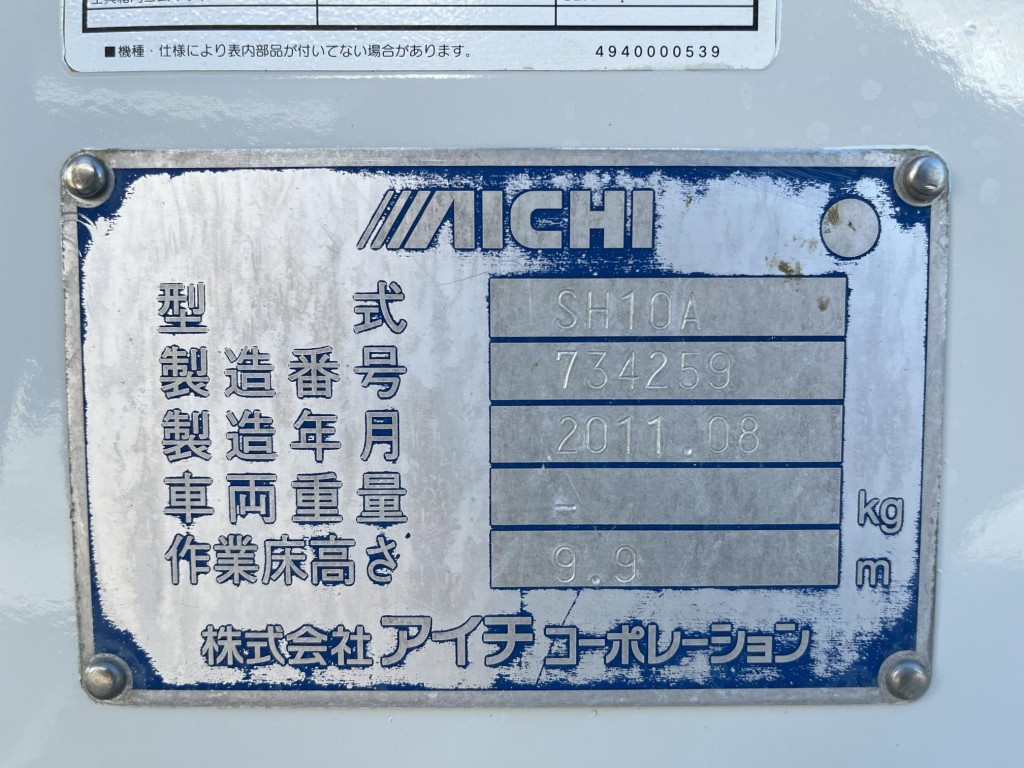 ■機種・仕様により表内部品が付いてない場合があります。 4940000539
AICHI
型式 SH10A
製造番号 734259
製造年月 2011.08
車両重量 - kg
作業床高さ 9.9 m
株式会社アイチコーポレーション